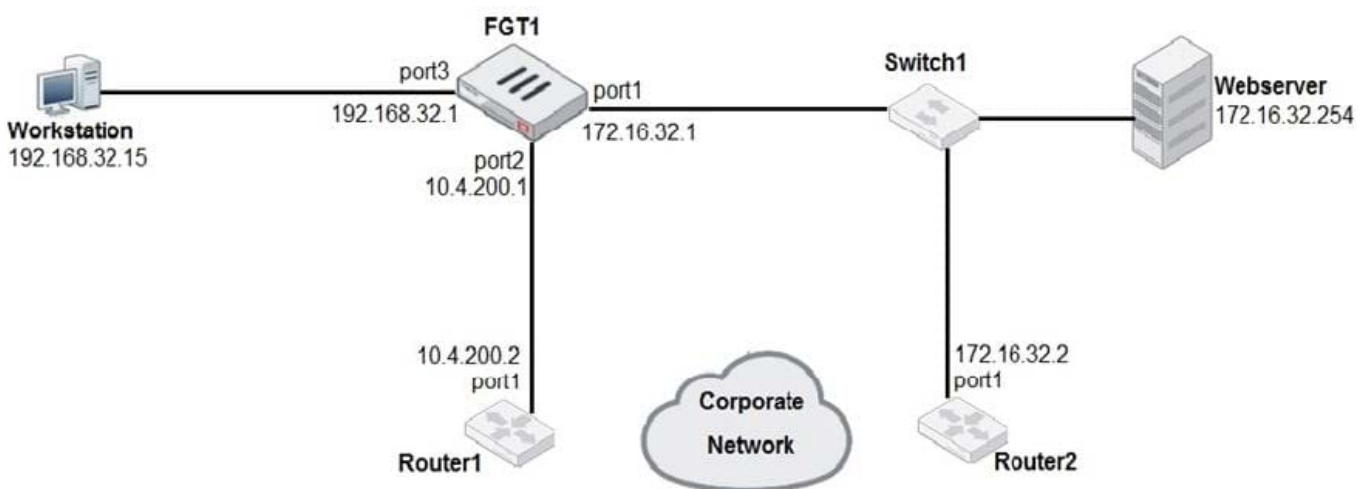 FGT1
port3
192.168.32.1
port1
172.16.32.1
port2
10.4.200.1
Workstation
192.168.32.15
Switch1
Webserver
172.16.32.254
10.4.200.2
port1
Router1
Corporate
Network
172.16.32.2
port1
Router2